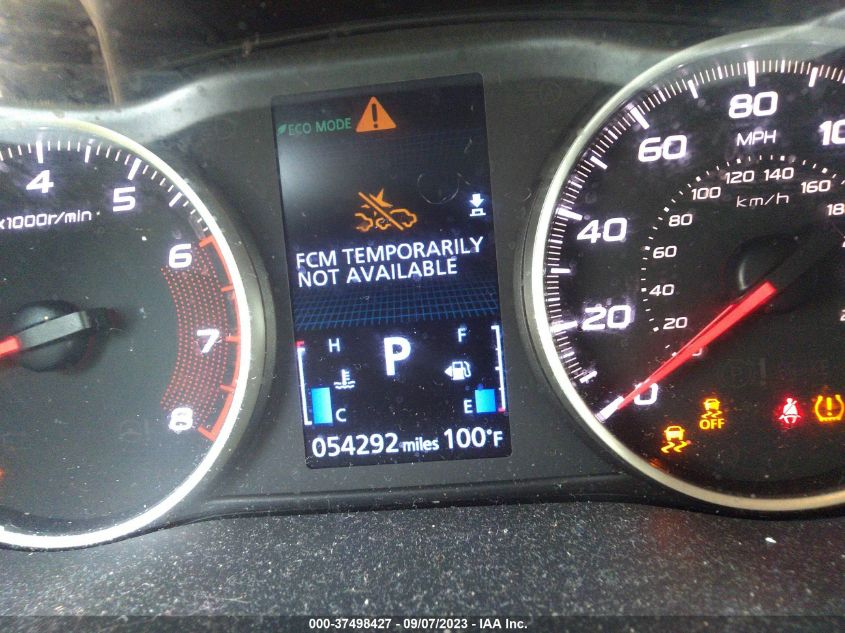 ECO MODE
FCM TEMPORARILY
NOT AVAILABLE
H
C
P
F
E
054292 miles 100°F
4
5
6
7
8
x1000r/min
0
20
40
60
80
MPH
km/h
20
40
60
80
100
120
140
160
OFF
000-37498427 - 09/07/2023 - IAA Inc.